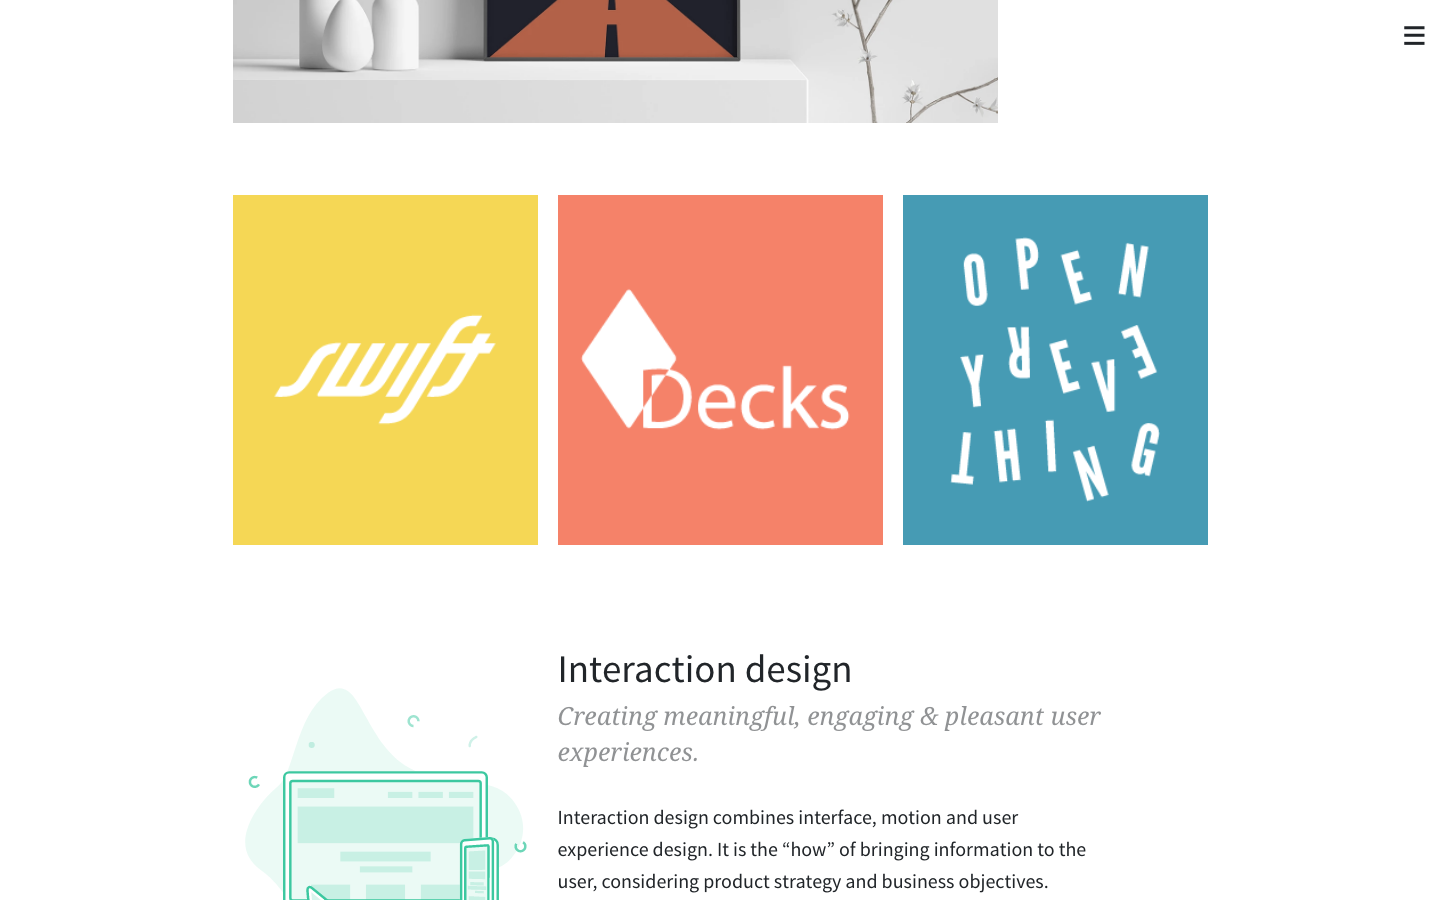 swift
Decks
OPEN
EVERY
THING
Interaction design
Creating meaningful, engaging & pleasant user
experiences.
Interaction design combines interface, motion and user
experience design. It is the “how” of bringing information to the
user, considering product strategy and business objectives.